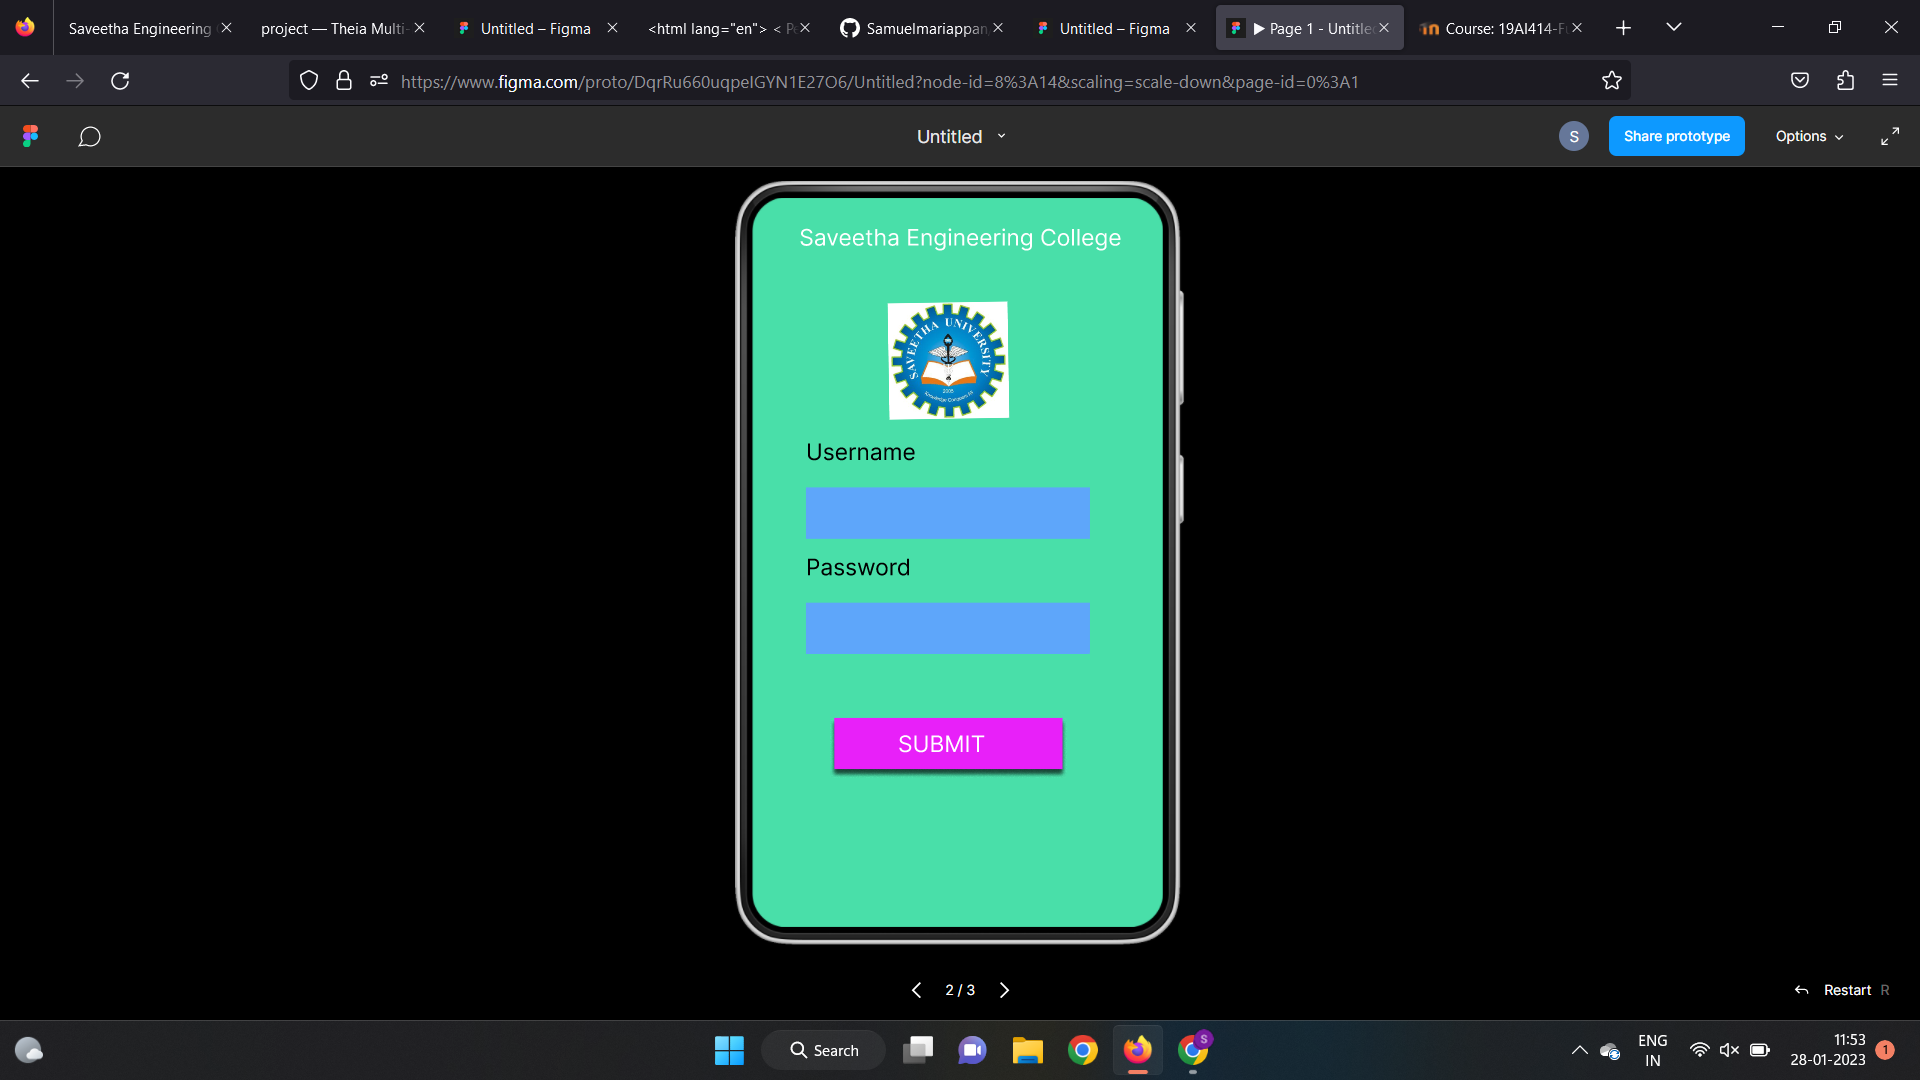 Saveetha Engineering
project — Theia Multi-
Untitled – Figma
<html lang="en"> <
Samuelmariappan
Untitled – Figma
▶ Page 1 - Untitle
Course: 19AI414-F
https://www.figma.com/proto/DqrRu660uqpeIGYN1E27O6/Untitled?node-id=8%3A14&scaling=scale-down&page-id=0%3A1
Untitled
S
Share prototype
Options
Saveetha Engineering College
SAVEETHA UNIVERSITY
2005
Username
Password
SUBMIT
2 / 3
Restart R
Search
S
ENG
IN
11:53
28-01-2023
1